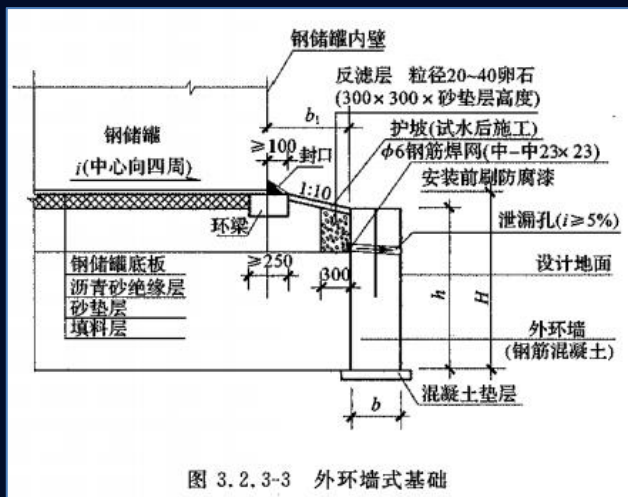 钢储罐内壁
反滤层 粒径20~40卵石
(300×300×砂垫层高度)
b₁
护坡(试水后施工)
钢储罐
≥100
封口
ϕ6钢筋焊网(中-中23×23)
i(中心向四周)
1:10
安装前刷防腐漆
环梁
泄漏孔(i≥5%)
钢储罐底板
≥250
300
设计地面
沥青砂绝缘层
砂垫层
h
H
填料层
外环墙
(钢筋混凝土)
混凝土垫层
b
图 3.2.3-3 外环墙式基础